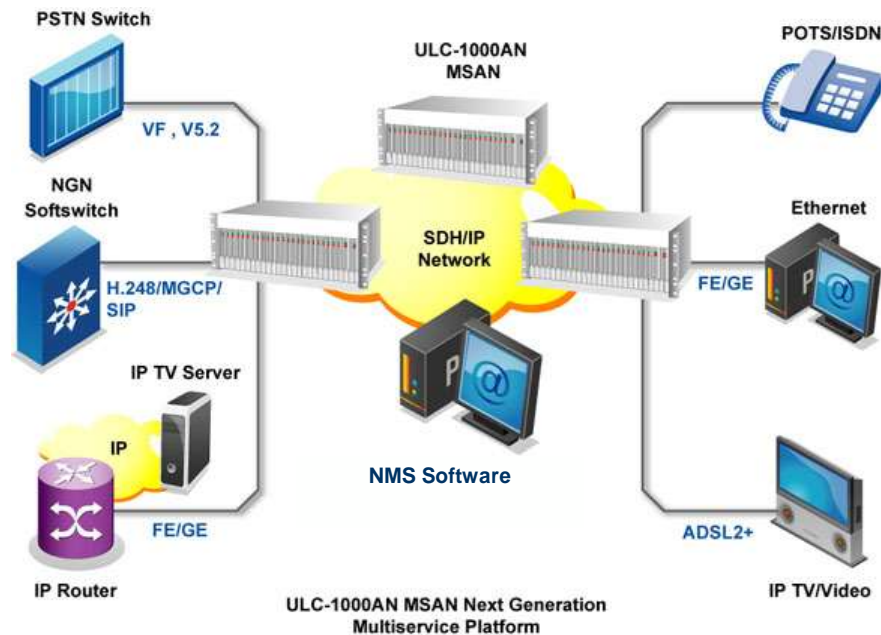 PSTN Switch
ULC-1000AN
MSAN
POTS/ISDN
VF , V5.2
NGN
Softswitch
SDH/IP
Network
Ethernet
H.248/MGCP/
SIP
FE/GE
P
@
IP TV Server
P
@
IP
NMS Software
FE/GE
ADSL2+
IP Router
IP TV/Video
ULC-1000AN MSAN Next Generation
Multiservice Platform